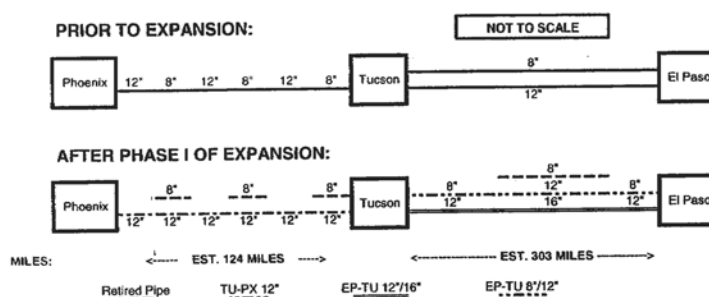 PRIOR TO EXPANSION:
NOT TO SCALE
Phoenix 12" 8" 12" 8" 12" 8" Tucson 8" El Paso
12"
AFTER PHASE I OF EXPANSION:
8" 8" 8" 8"
Phoenix Tucson 8" 12" 8" El Paso
12" 12" 12" 12" 12" 12" 12" 16" 12"
MILES: EST. 124 MILES EST. 303 MILES
Retired Pipe TU-PX 12" EP-TU 12"/16" EP-TU 8"/12"